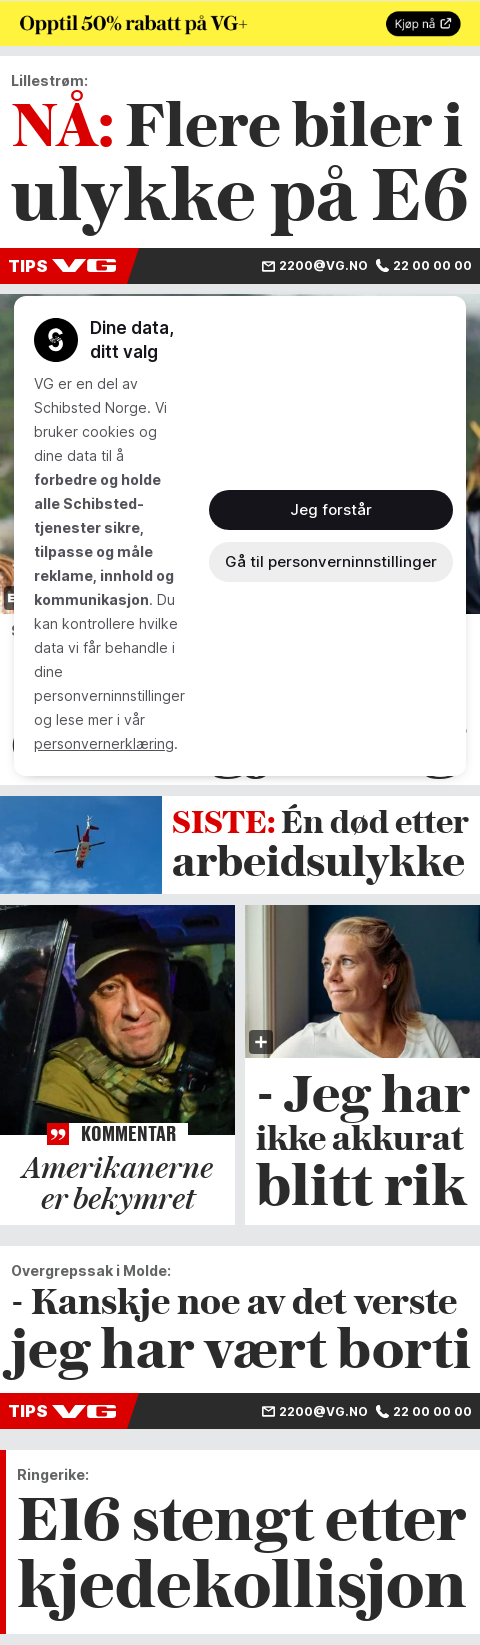 Opptil 50% rabatt på VG+
Kjøp nå
Lillestrøm:
NÅ: Flere biler i
ulykke på E6
TIPS VG 2200@VG.NO 22 00 00 00
Dine data,
ditt valg
VG er en del av
Schibsted Norge. Vi
bruker cookies og
dine data til å
forbedre og holde
alle Schibsted-
tjenester sikre,
tilpasse og måle
reklame, innhold og
kommunikasjon. Du
kan kontrollere hvilke
data vi får behandle i
dine
personverninnstillinger
og lese mer i vår
personvernerklæring.
Jeg forstår
Gå til personverninnstillinger
SISTE: Én død etter
arbeidsulykke
KOMMENTAR
Amerikanerne
er bekymret
- Jeg har
ikke akkurat
blitt rik
Overgrepssak i Molde:
- Kanskje noe av det verste
jeg har vært borti
TIPS VG 2200@VG.NO 22 00 00 00
Ringerike:
E16 stengt etter
kjedekollisjon